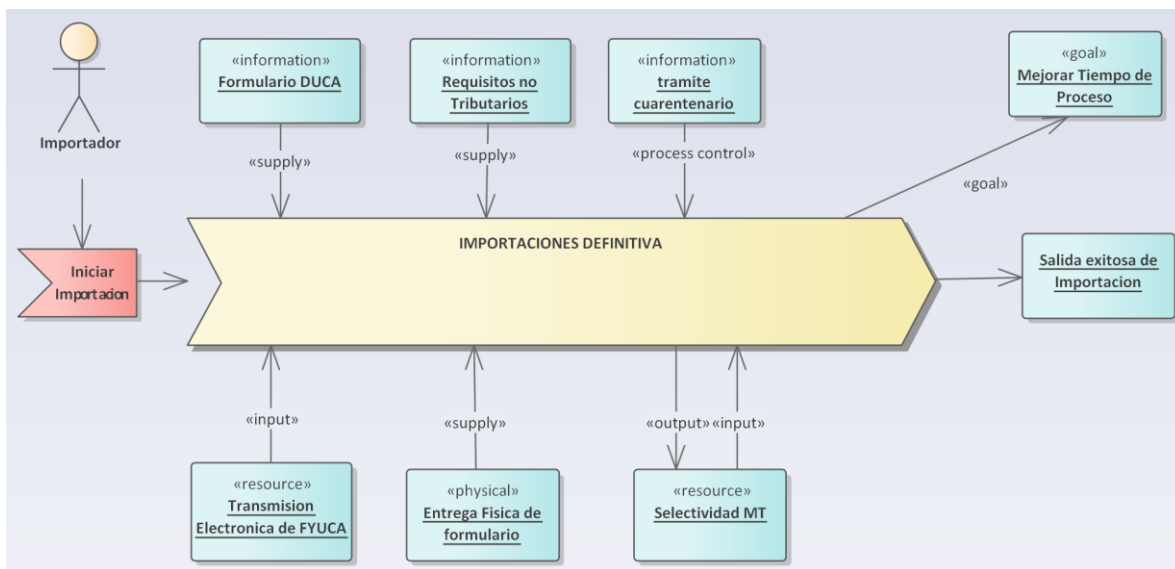 «information»
Formulario DUCA
«information»
Requisitos no
Tributarios
«information»
tramite
cuarentenario
«goal»
Mejorar Tiempo de
Proceso
Importador
«supply»
«supply»
«process control»
«goal»
IMPORTACIONES DEFINITIVA
Iniciar
Importacion
Salida exitosa de
Importacion
«input»
«supply»
«output»
«input»
«resource»
Transmision
Electronica de FYUCA
«physical»
Entrega Fisica de
formulario
«resource»
Selectividad MT